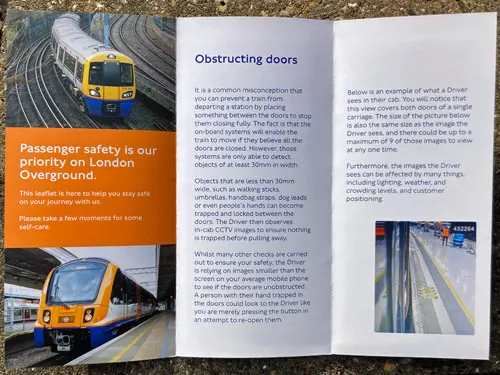 Passenger safety is our
priority on London
Overground.
This leaflet is here to help you stay safe
on your journey with us.
Please take a few moments for some
self-care.
Obstructing doors
It is a common misconception that
you can prevent a train from
departing a station by placing
something between the doors to stop
them closing fully. The fact is that the
on-board systems will enable the
train to move if they believe all the
doors are closed. However, those
systems are only able to detect
objects of at least 30mm in width.
Objects that are less than 30mm
wide, such as walking sticks,
umbrellas, handbag straps, dog leads
or even people's hands can become
trapped and locked between the
doors. The Driver then observes
in-cab CCTV images to ensure nothing
is trapped before pulling away.
Whilst many other checks are carried
out to ensure your safety, the Driver
is relying on images smaller than the
screen on your average mobile phone
to see if the doors are unobstructed.
A person with their hand trapped in
the doors could look to the Driver like
you are merely pressing the button in
an attempt to re-open them.
Below is an example of what a Driver
sees in their cab. You will notice that
this view covers both doors of a single
carriage. The size of the picture below
is also the same size as the image the
Driver sees, and there could be up to a
maximum of 9 of those images to view
at any one time.
Furthermore, the images the Driver
sees can be affected by many things,
including lighting, weather, and
crowding levels, and customer
positioning.
432264